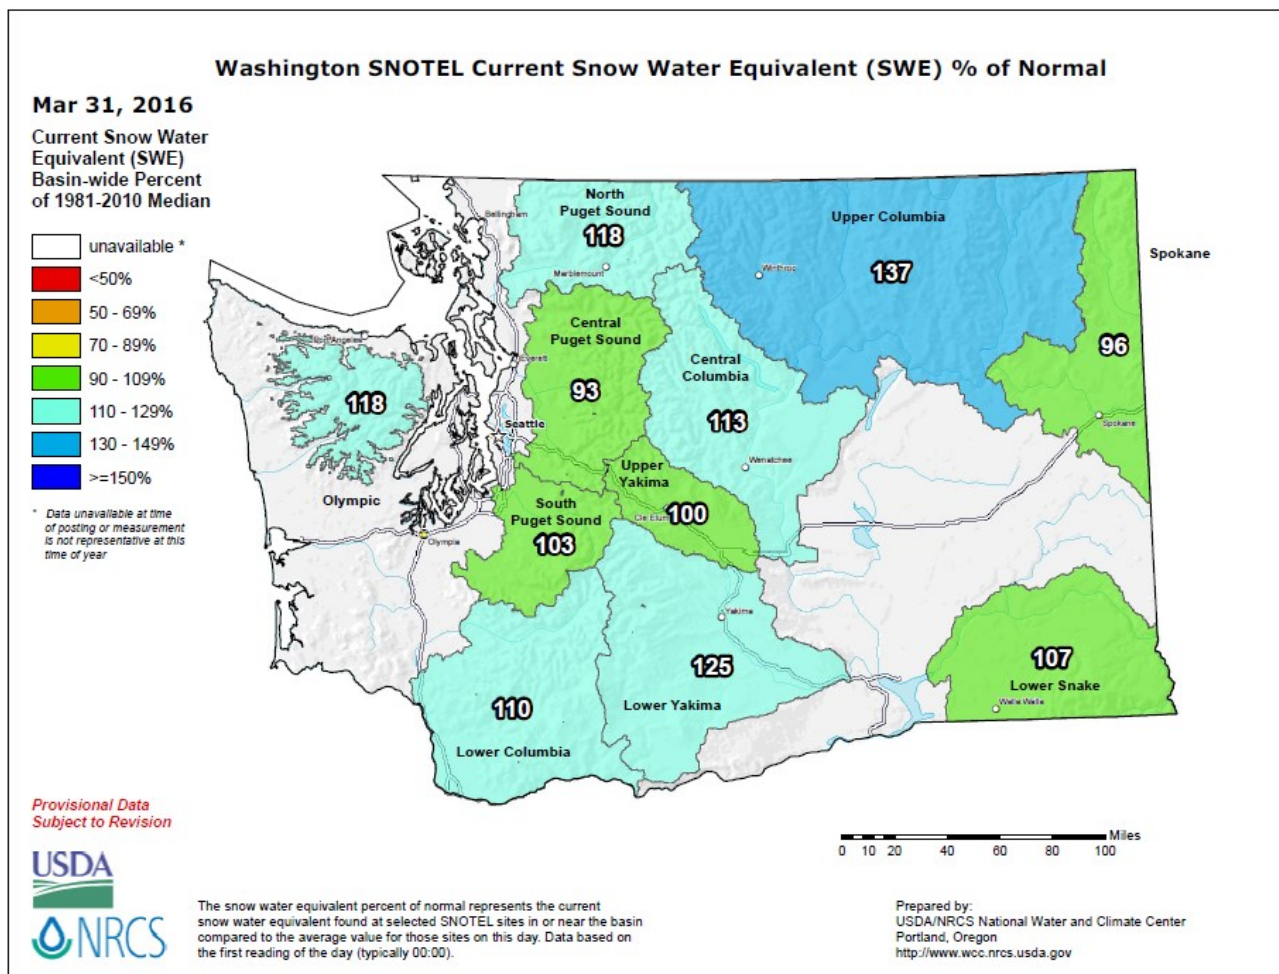 Washington SNOTEL Current Snow Water Equivalent (SWE) % of Normal
Mar 31, 2016
Current Snow Water
Equivalent (SWE)
Basin-wide Percent
of 1981-2010 Median
unavailable *
<50%
50 - 69%
70 - 89%
90 - 109%
110 - 129%
130 - 149%
>=150%
* Data unavailable at time
of posting or measurement
is not representative at this
time of year
North
Puget Sound
118
Bellingham
Marblemount
Upper Columbia
137
Winthrop
Spokane
96
Spokane
Central
Puget Sound
93
Everett
Seattle
Central
Columbia
113
Wenatchee
Port Angeles
118
Olympic
Olympia
Upper
Yakima
100
Cle Elum
South
Puget Sound
103
Yakima
125
Lower Yakima
110
Lower Columbia
107
Lower Snake
Walla Walla
Provisional Data
Subject to Revision
Miles
0 10 20 40 60 80 100
USDA
NRCS
The snow water equivalent percent of normal represents the current
snow water equivalent found at selected SNOTEL sites in or near the basin
compared to the average value for those sites on this day. Data based on
the first reading of the day (typically 00:00).
Prepared by:
USDA/NRCS National Water and Climate Center
Portland, Oregon
http://www.wcc.nrcs.usda.gov